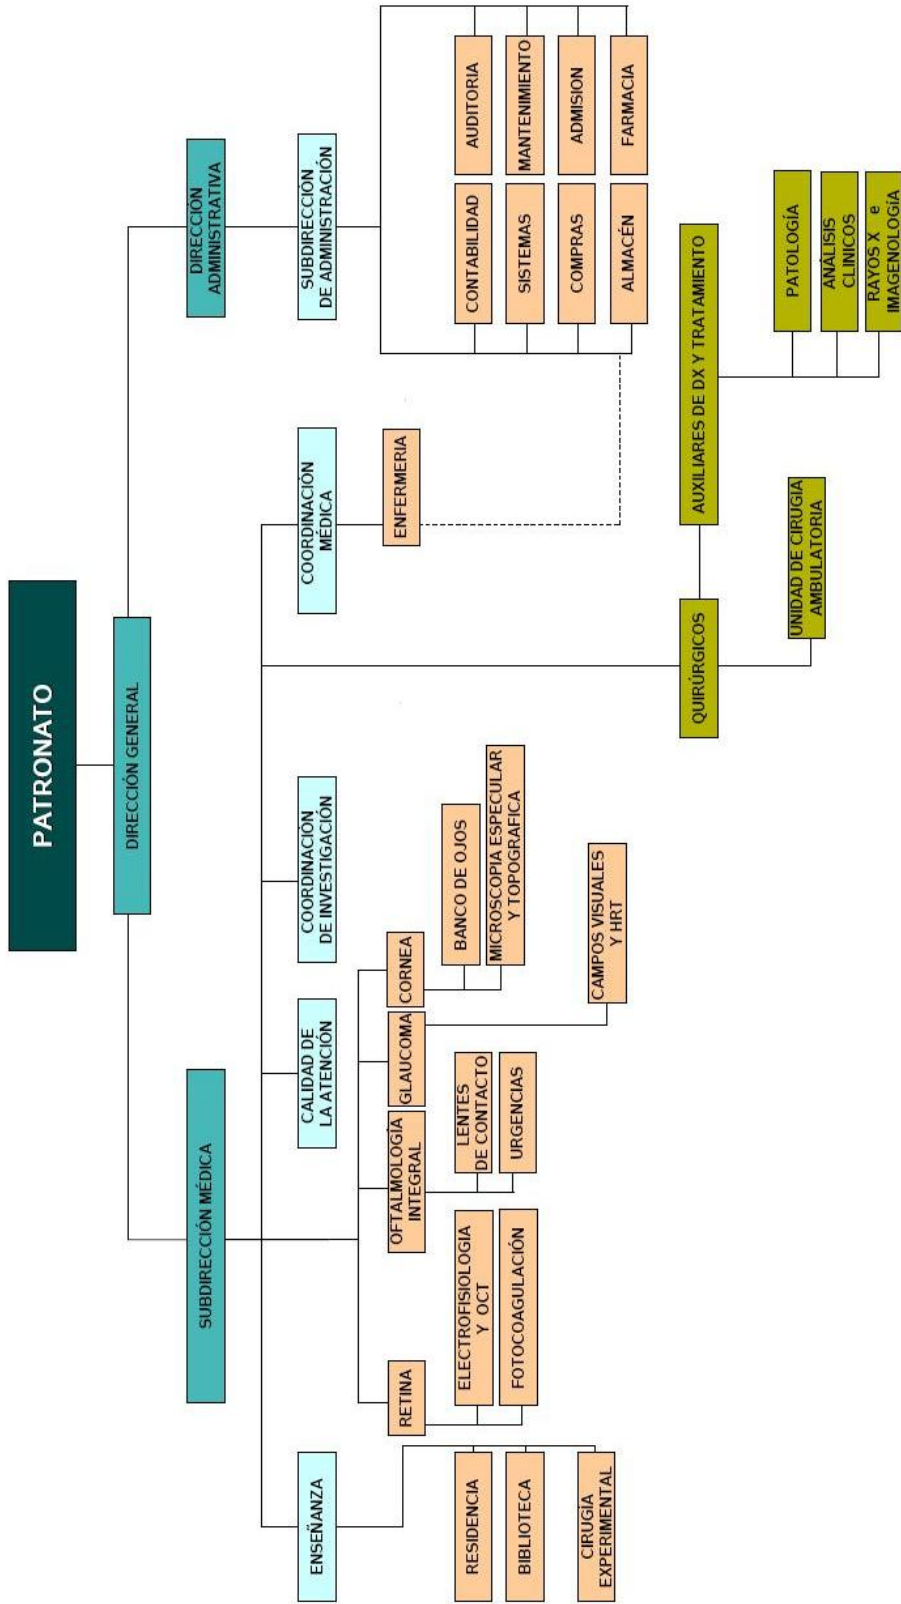 PATRONATO
DIRECCIÓN GENERAL
SUBDIRECCIÓN MÉDICA
DIRECCIÓN
ADMINISTRATIVA
ENSEÑANZA
CALIDAD DE
LA ATENCIÓN
COORDINACIÓN
DE INVESTIGACIÓN
COORDINACIÓN
MÉDICA
SUBDIRECCIÓN
DE ADMINISTRACIÓN
RETINA
OFTALMOLOGÍA
INTEGRAL
GLAUCOMA
CORNEA
ENFERMERIA
RESIDENCIA
BIBLIOTECA
CIRUGÍA
EXPERIMENTAL
ELECTROFISIOLOGIA
Y OCT
FOTOCOAGULACIÓN
LENTES
DE CONTACTO
URGENCIAS
BANCO DE OJOS
MICROSCOPIA ESPECULAR
Y TOPOGRAFICA
CAMPOS VISUALES
Y HRT
CONTABILIDAD
AUDITORIA
SISTEMAS
MANTENIMIENTO
COMPRAS
ADMISION
ALMACÉN
FARMACIA
QUIRÚRGICOS
AUXILIARES DE DX Y TRATAMIENTO
UNIDAD DE CIRUGÍA
AMBULATORIA
PATOLOGÍA
ANÁLISIS
CLINICOS
RAYOS X e
IMAGENOLOGÍA